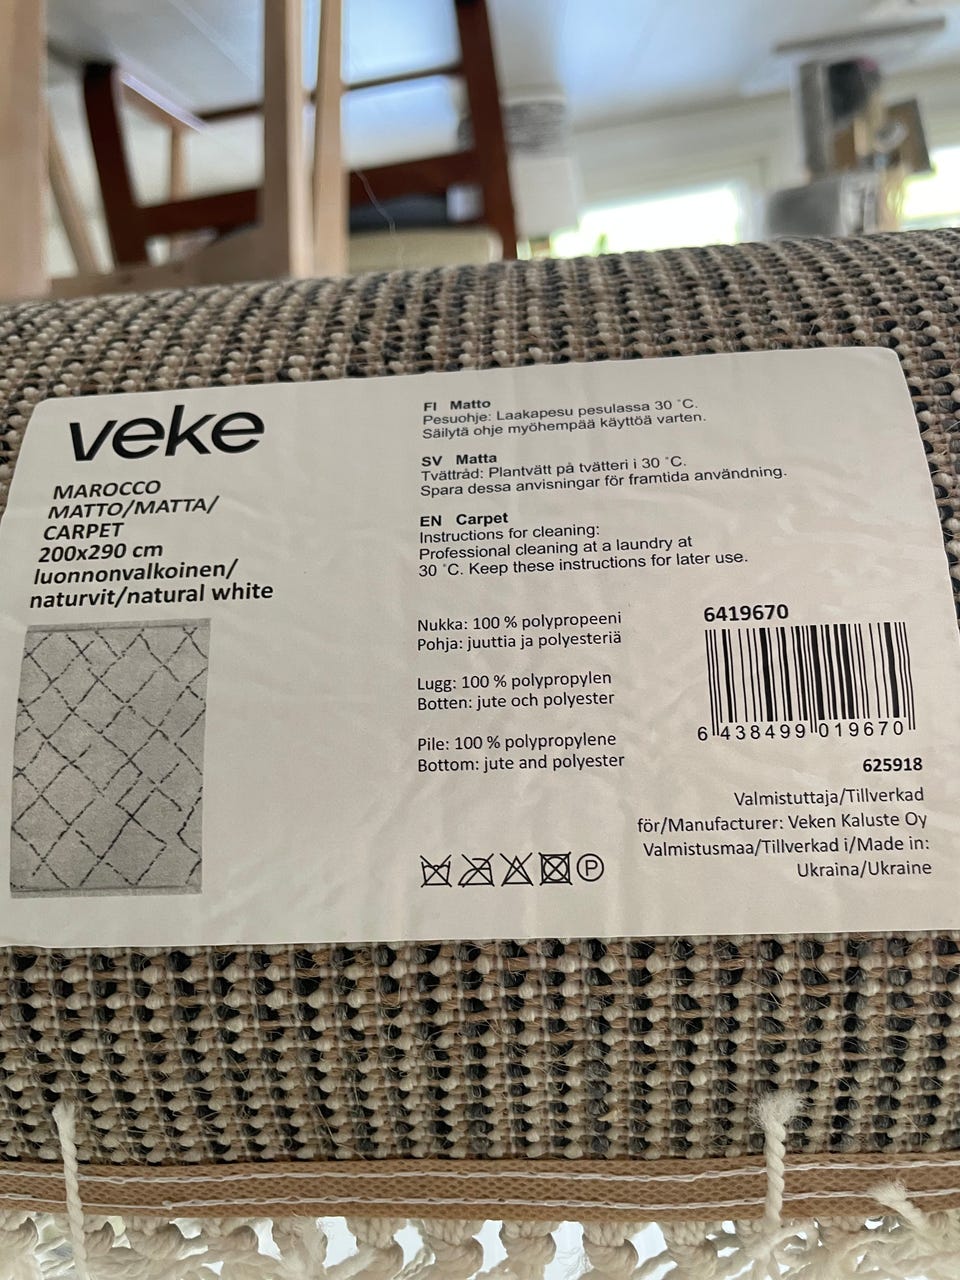 veke
MAROCCO
MATTO/MATTA/
CARPET
200x290 cm
luonnonvalkoinen/
naturvit/natural white
FI Matto
Pesuohje: Laakapesu pesulassa 30 °C.
Säilytä ohje myöhempää käyttöä varten.
SV Matta
Tvättråd: Plantvätt på tvätteri i 30 °C.
Spara dessa anvisningar för framtida användning.
EN Carpet
Instructions for cleaning:
Professional cleaning at a laundry at
30 °C. Keep these instructions for later use.
Nukka: 100 % polypropeeni
Pohja: juuttia ja polyesteriä
Lugg: 100 % polypropylen
Botten: jute och polyester
Pile: 100 % polypropylene
Bottom: jute and polyester
P
6419670
6 438499 019670
625918
Valmistuttaja/Tillverkad
för/Manufacturer: Veken Kaluste Oy
Valmistusmaa/Tillverkad i/Made in:
Ukraina/Ukraine